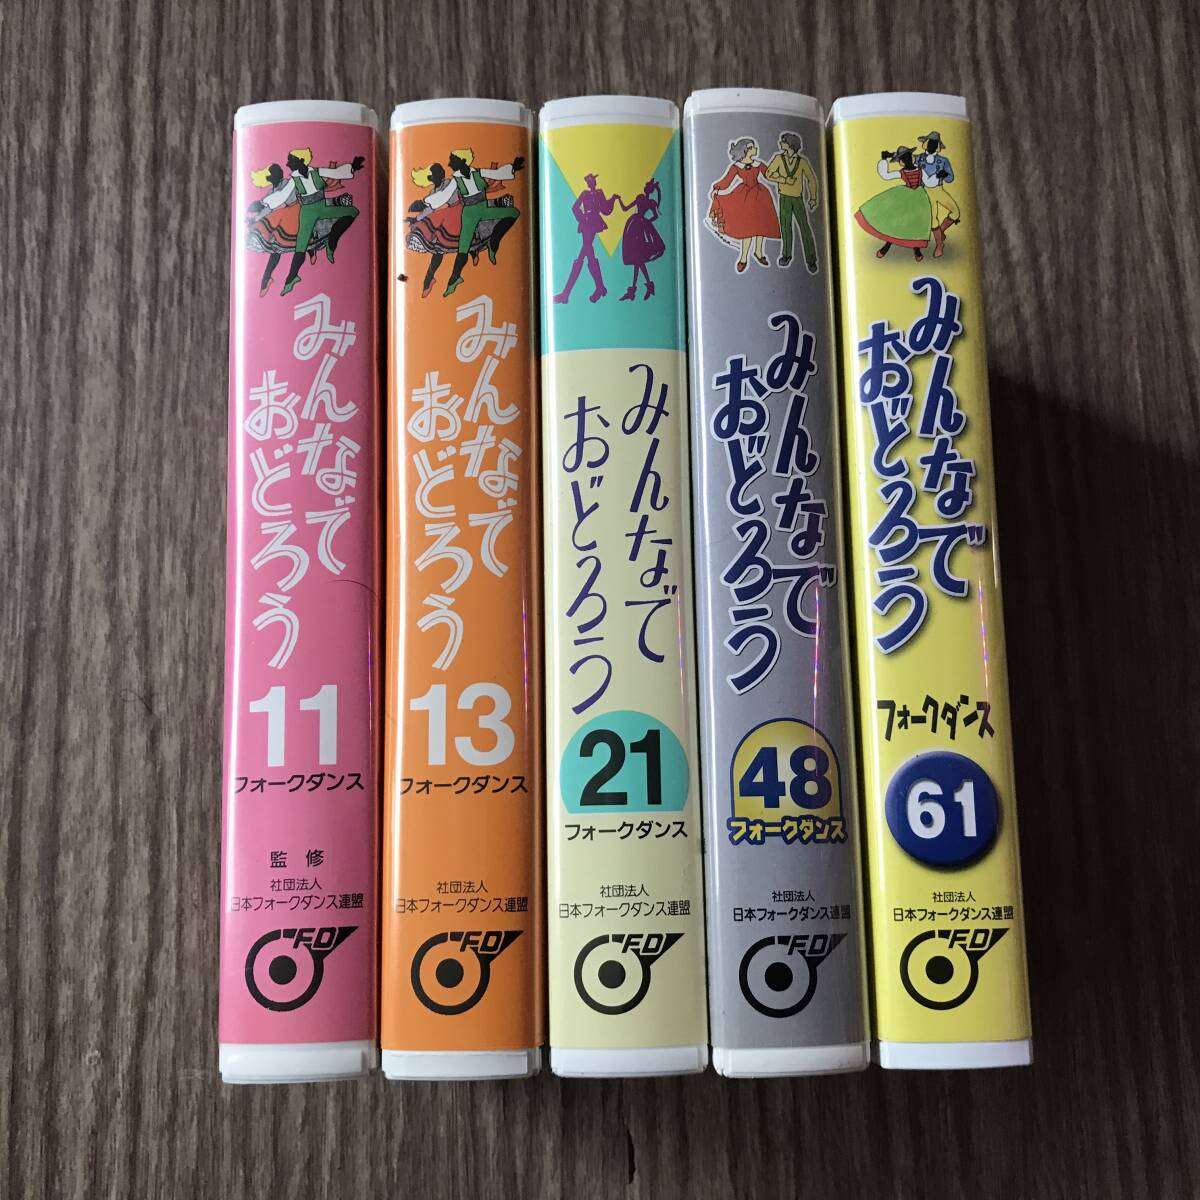 みんなで
おどろう
11
フォークダンス
監修
社団法人
日本フォークダンス連盟
FD
みんなで
おどろう
13
フォークダンス
社団法人
日本フォークダンス連盟
FD
みんなで
おどろう
21
フォークダンス
社団法人
日本フォークダンス連盟
FD
みんなで
おどろう
48
フォークダンス
社団法人
日本フォークダンス連盟
FD
みんなで
おどろう
フォークダンス
61
社団法人
日本フォークダンス連盟
FD